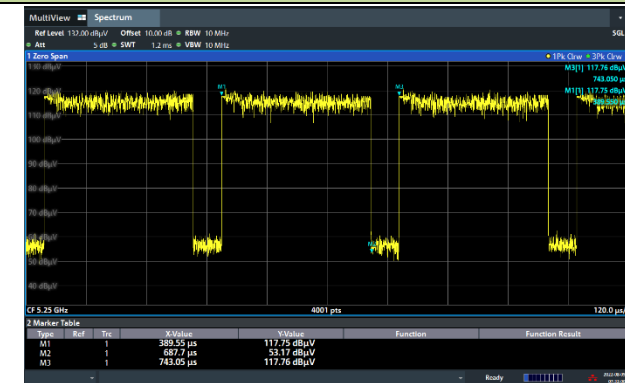 MultiView Spectrum
Ref Level 132.00 dBµV Offset 10.00 dB RBW 10 MHz
SGL
Att 5 dB SWT 1.2 ms VBW 10 MHz
1 Zero Span
1Pk Clrw 3Pk Clrw
130 dBµV
M3[1] 117.76 dBµV
743.050 µs
120 dBµV
M1
M3
M1[1] 117.75 dBµV
389.550 µs
110 dBµV
100 dBµV
90 dBµV
80 dBµV
70 dBµV
60 dBµV
50 dBµV
40 dBµV
CF 5.25 GHz 4001 pts 120.0 µs/
2 Marker Table
Type Ref Trc X-Value Y-Value Function Function Result
M1 1 389.55 µs 117.75 dBµV
M2 1 687.7 µs 53.17 dBµV
M3 1 743.05 µs 117.76 dBµV
Ready